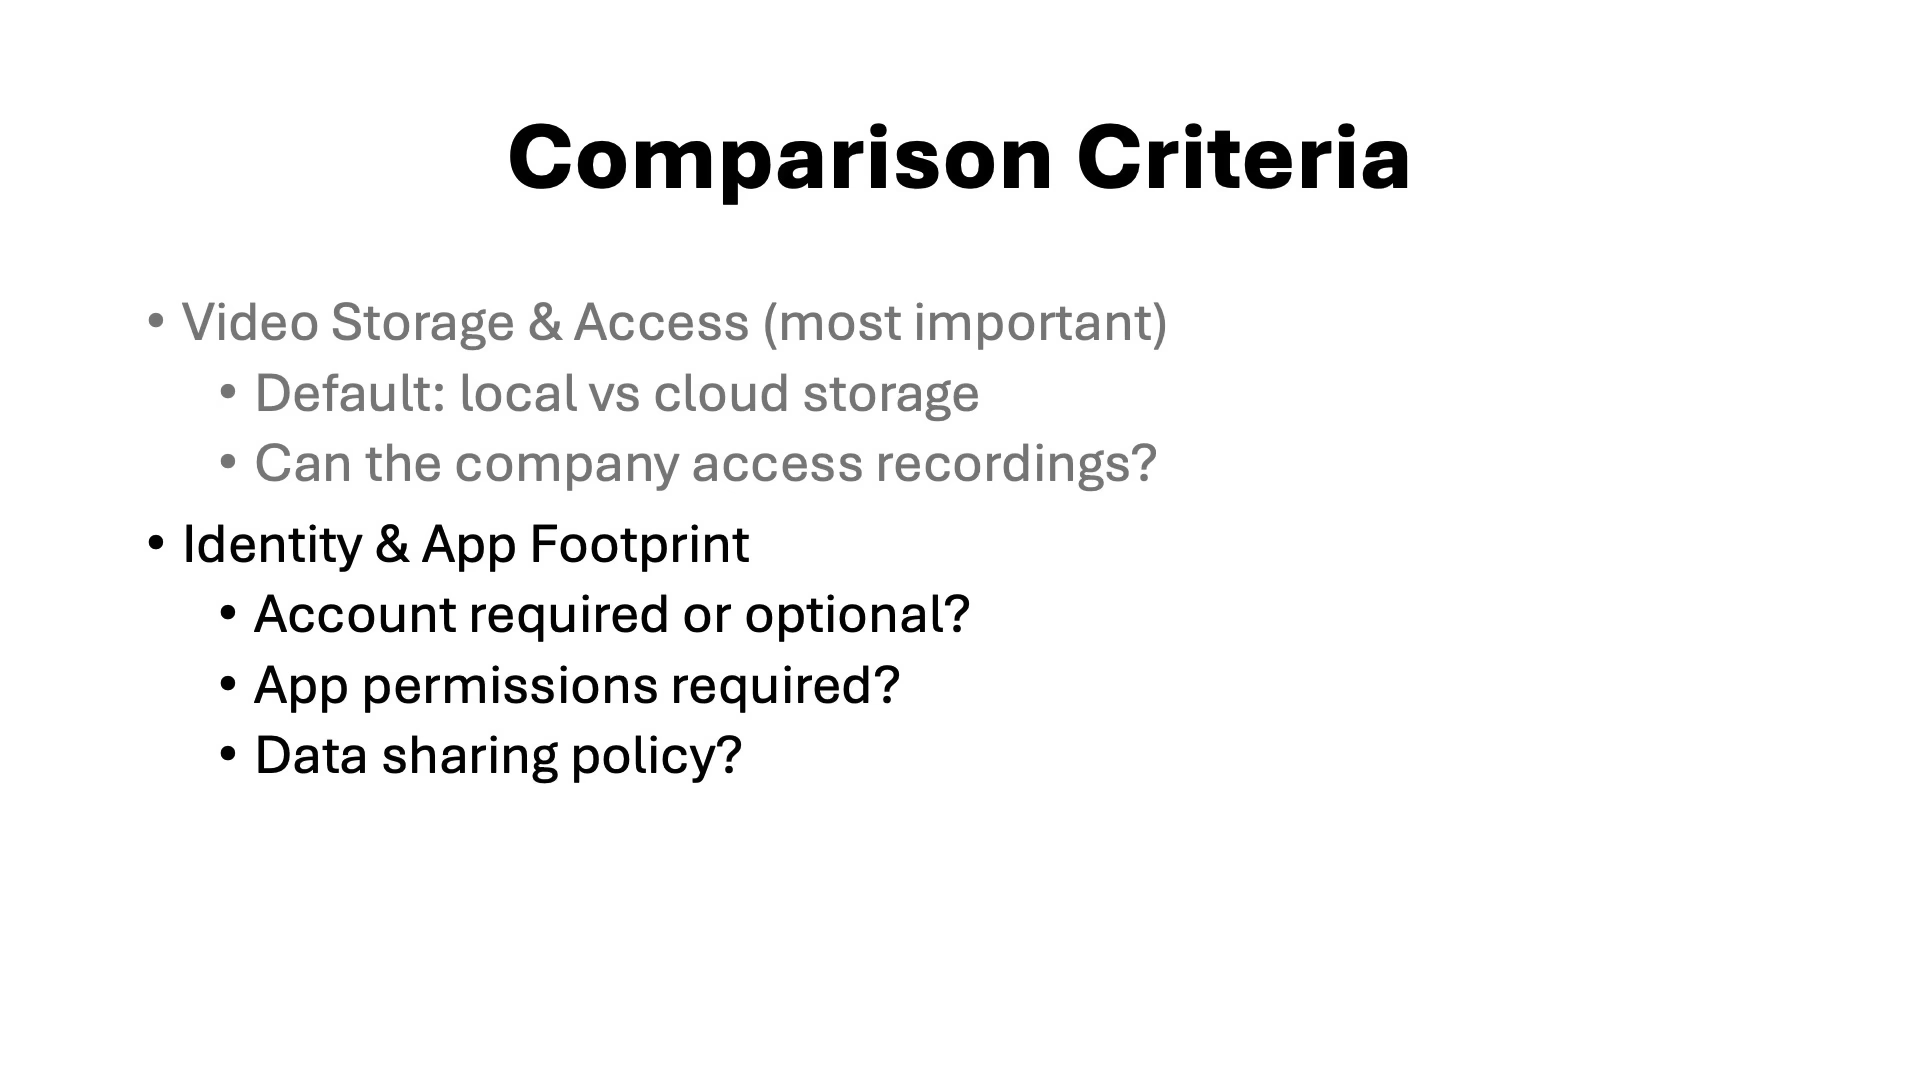 Comparison Criteria
• Video Storage & Access (most important)
• Default: local vs cloud storage
• Can the company access recordings?
• Identity & App Footprint
• Account required or optional?
• App permissions required?
• Data sharing policy?